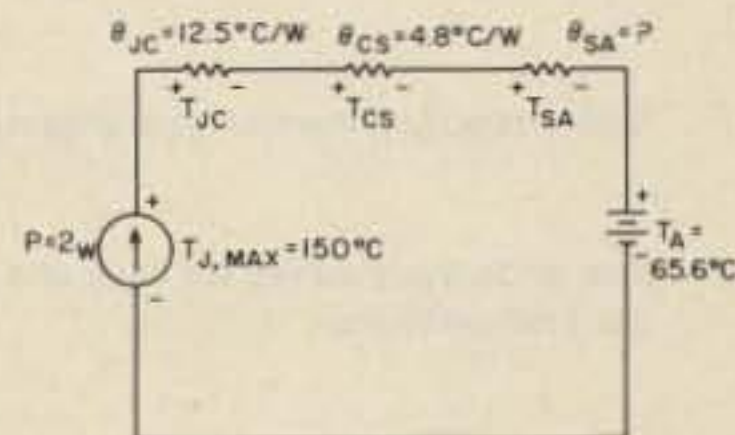 θJC=12.5°C/W θCS=4.8°C/W θSA=?
+ - + - + -
TJC TCS TSA
+ +
P=2W TJ, MAX=150°C TA=
65.6°C
- -